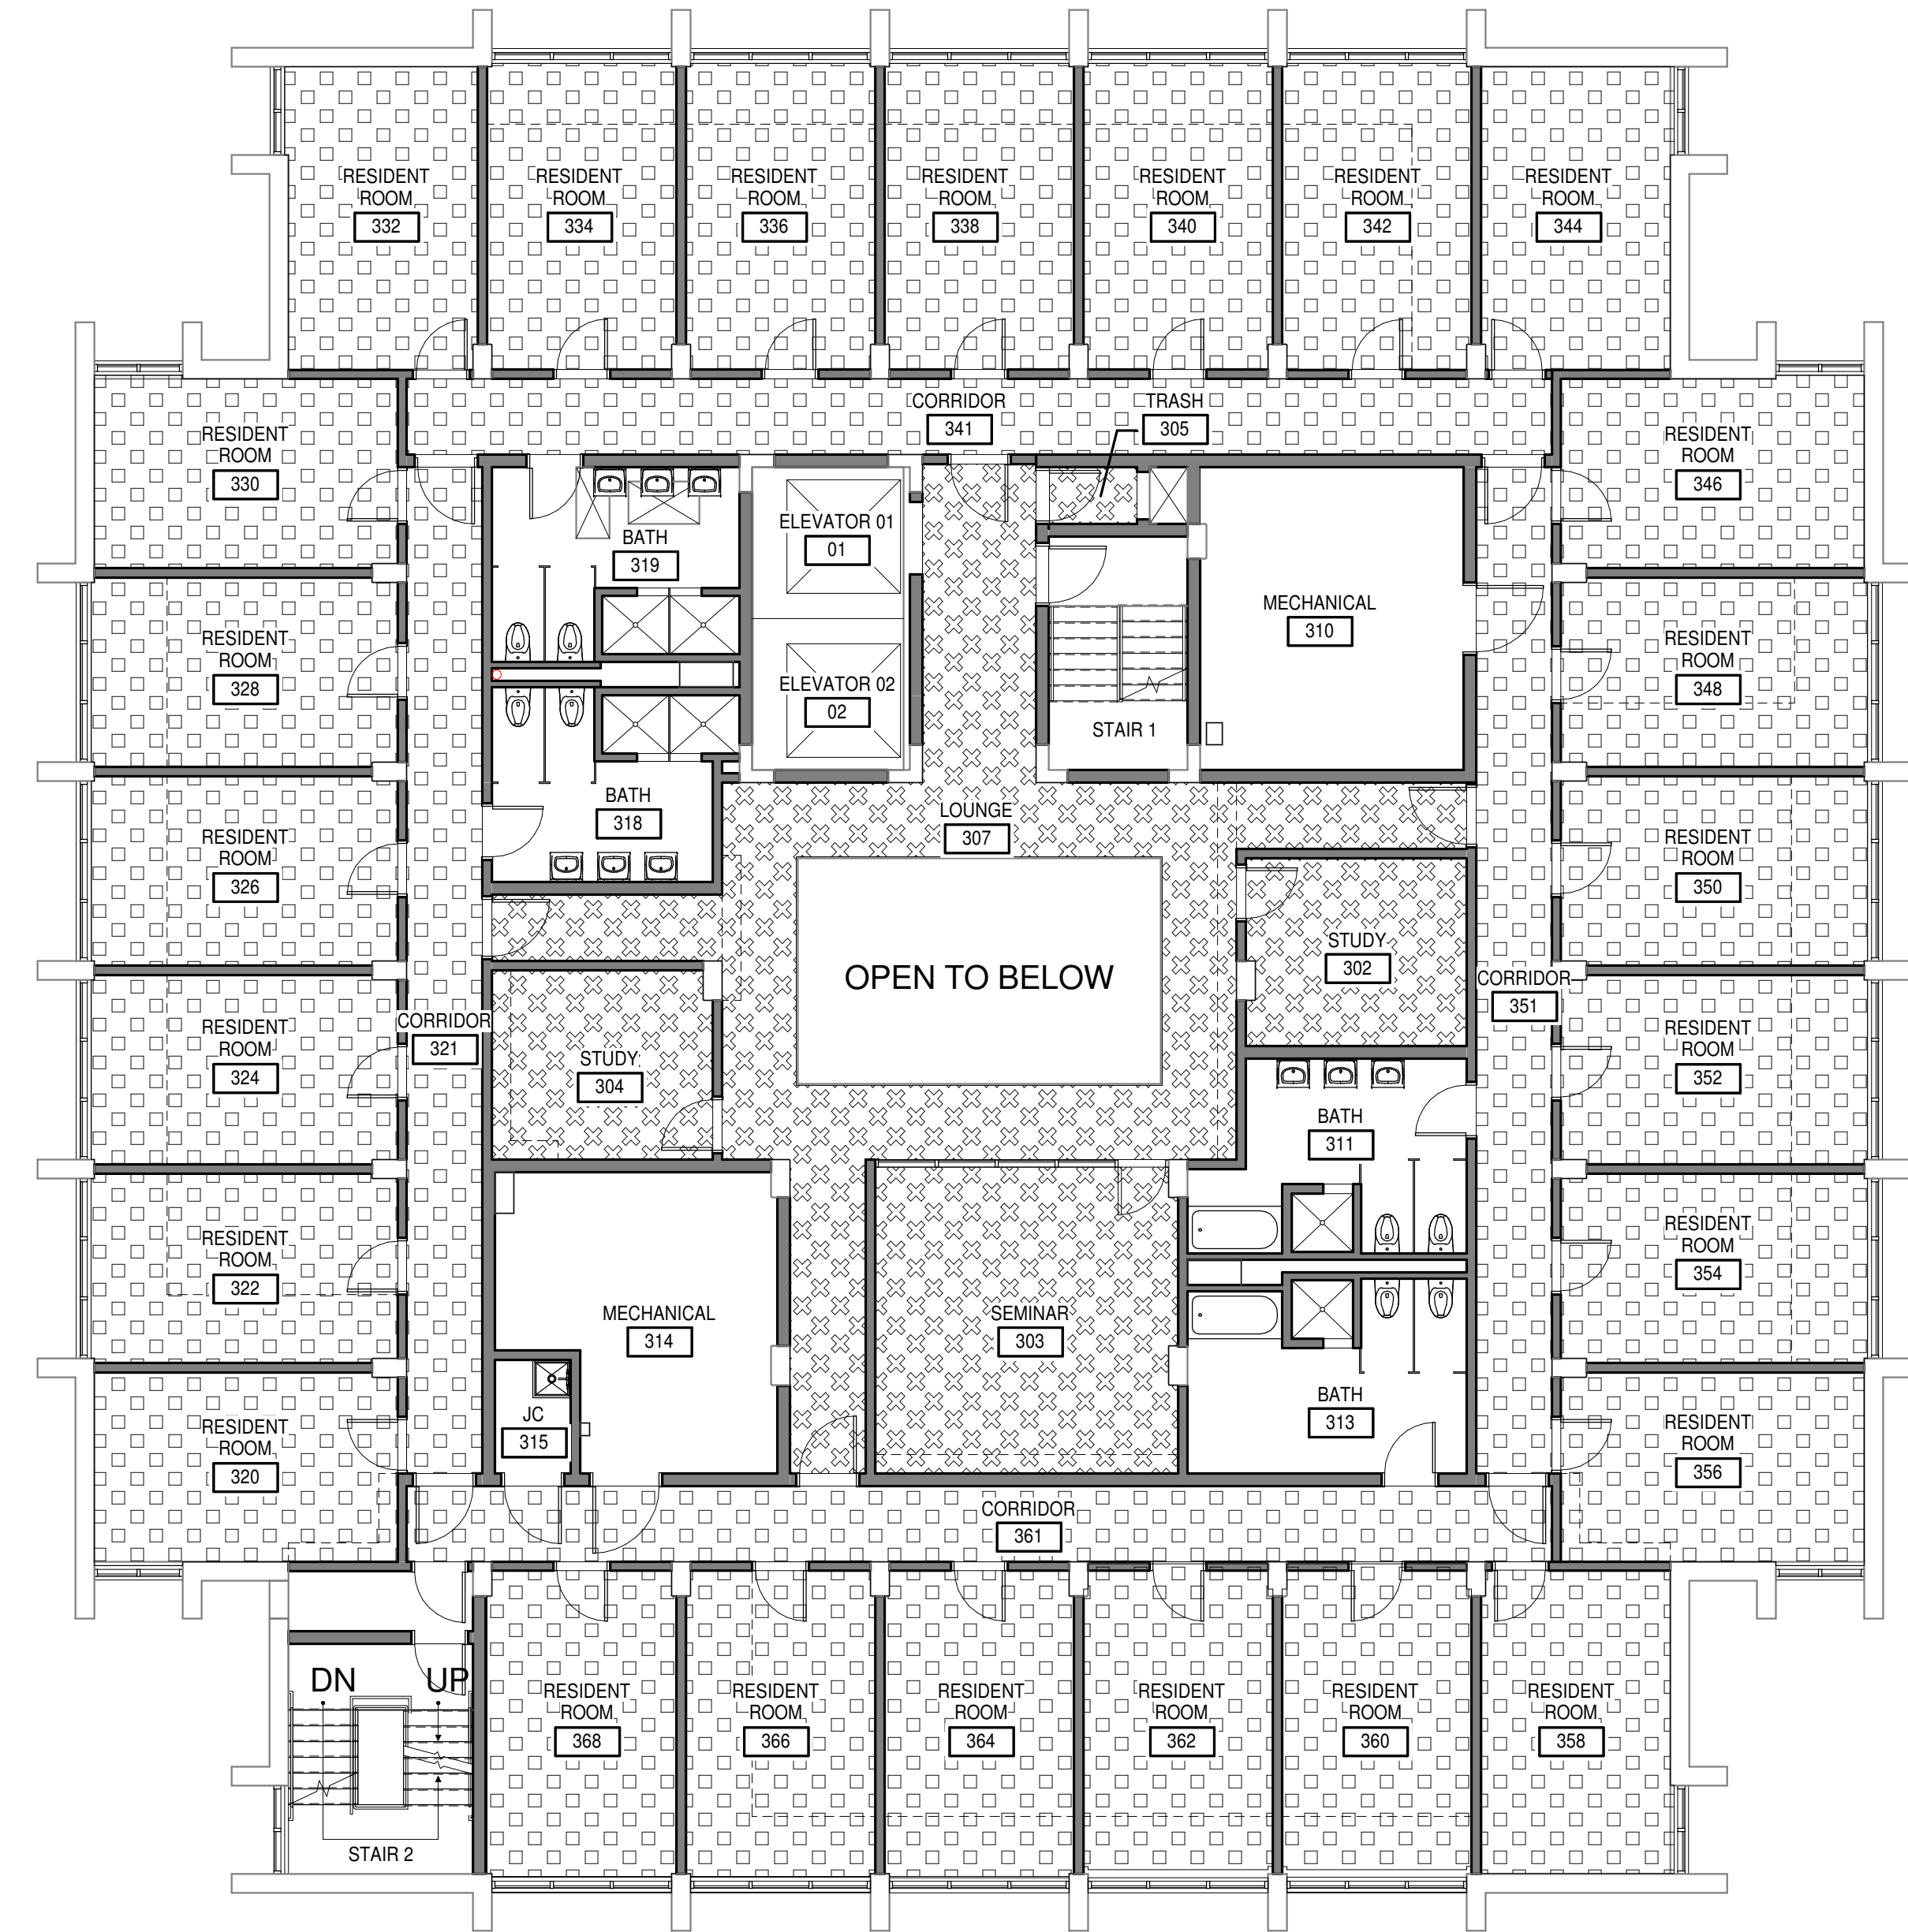 RESIDENT
ROOM
332
RESIDENT
ROOM
334
RESIDENT
ROOM
336
RESIDENT
ROOM
338
RESIDENT
ROOM
340
RESIDENT
ROOM
342
RESIDENT
ROOM
344
CORRIDOR
341
TRASH
305
RESIDENT
ROOM
330
RESIDENT
ROOM
346
ELEVATOR 01
01
BATH
319
MECHANICAL
310
RESIDENT
ROOM
328
RESIDENT
ROOM
348
ELEVATOR 02
02
STAIR 1
BATH
318
LOUNGE
307
RESIDENT
ROOM
326
RESIDENT
ROOM
350
STUDY
302
OPEN TO BELOW
CORRIDOR
351
CORRIDOR
321
RESIDENT
ROOM
324
STUDY
304
RESIDENT
ROOM
352
BATH
311
RESIDENT
ROOM
322
RESIDENT
ROOM
354
MECHANICAL
314
SEMINAR
303
JC
315
BATH
313
RESIDENT
ROOM
320
RESIDENT
ROOM
356
CORRIDOR
361
DN
UP
STAIR 2
RESIDENT
ROOM
368
RESIDENT
ROOM
366
RESIDENT
ROOM
364
RESIDENT
ROOM
362
RESIDENT
ROOM
360
RESIDENT
ROOM
358